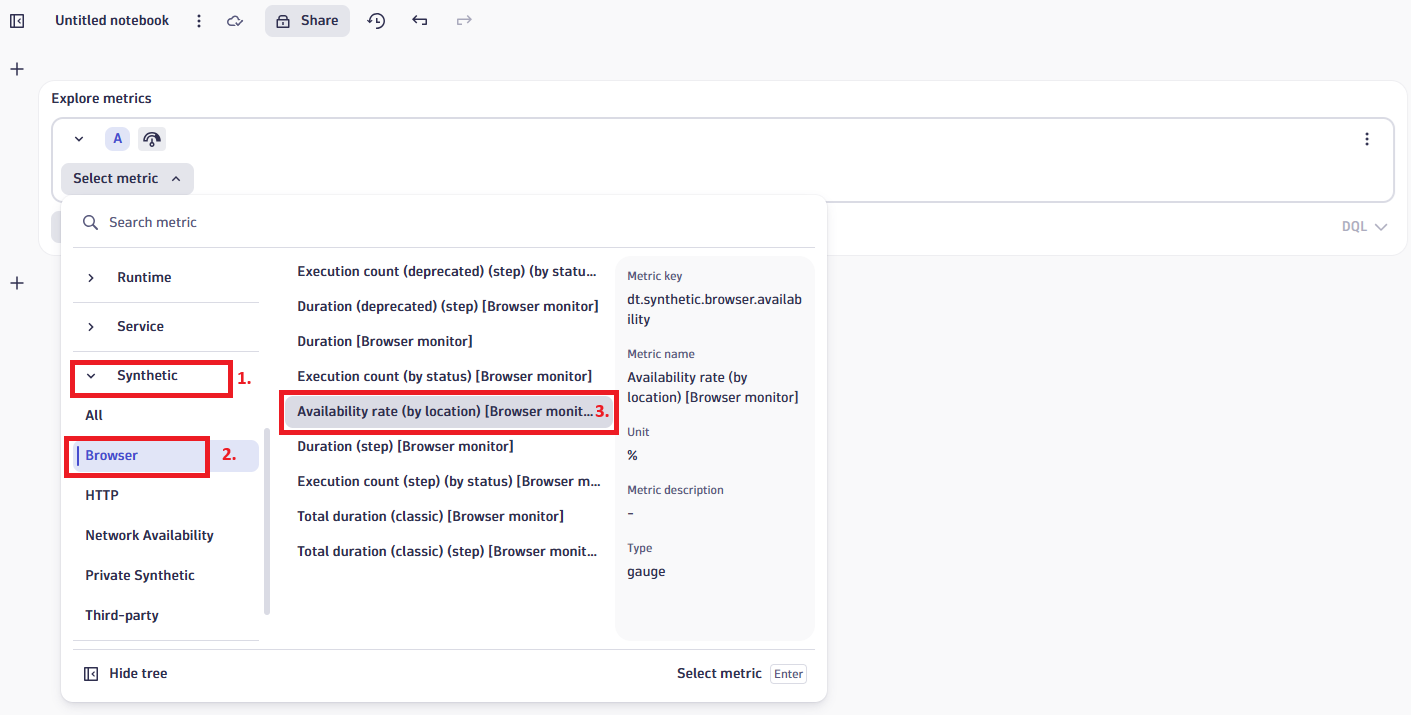 Untitled notebook
Share
Explore metrics
A
Select metric
Search metric
DQL
Runtime
Service
Synthetic
1.
All
Browser
2.
HTTP
Network Availability
Private Synthetic
Third-party
Execution count (deprecated) (step) (by statu...
Duration (deprecated) (step) [Browser monitor]
Duration [Browser monitor]
Execution count (by status) [Browser monitor]
Availability rate (by location) [Browser monit...
3.
Duration (step) [Browser monitor]
Execution count (step) (by status) [Browser m...
Total duration (classic) [Browser monitor]
Total duration (classic) (step) [Browser monit...
Metric key
dt.synthetic.browser.availab
ility
Metric name
Availability rate (by
location) [Browser monitor]
Unit
%
Metric description
-
Type
gauge
Hide tree
Select metric
Enter